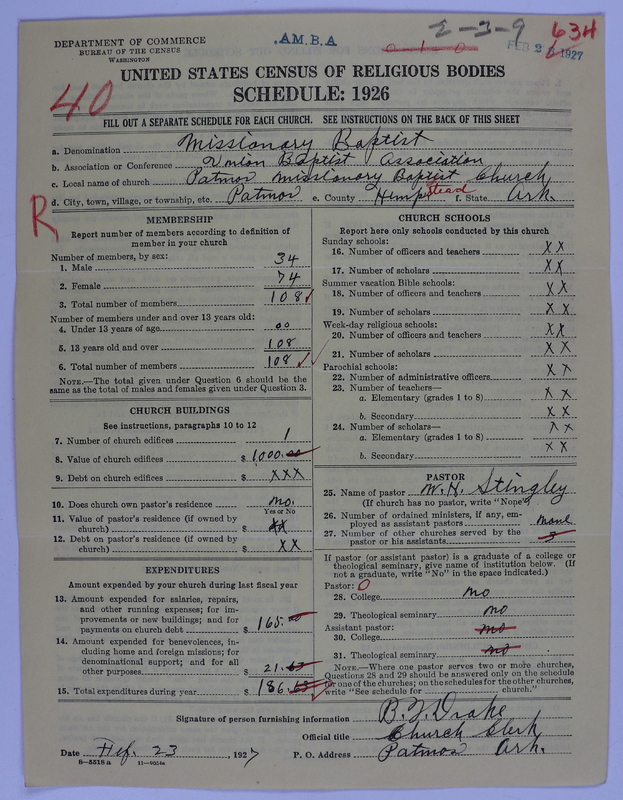 DEPARTMENT OF COMMERCE
BUREAU OF THE CENSUS
WASHINGTON
.A.M.B.A
2-3-9
0 1 0
634
FEB 2 1927
UNITED STATES CENSUS OF RELIGIOUS BODIES
SCHEDULE: 1926
40
FILL OUT A SEPARATE SCHEDULE FOR EACH CHURCH. SEE INSTRUCTIONS ON THE BACK OF THIS SHEET
a. Denomination Missionary Baptist
b. Association or Conference Union Baptist Association
c. Local name of church Patmos Missionary Baptist Church
d. City, town, village, or township, etc. Patmos e. County Hempstead f. State Ark.
R
MEMBERSHIP
Report number of members according to definition of
member in your church
Number of members, by sex:
1. Male 34
2. Female 74
3. Total number of members 108
Number of members under and over 13 years old:
4. Under 13 years of age 00
5. 13 years old and over 108
6. Total number of members 108
NOTE.—The total given under Question 6 should be the
same as the total of males and females given under Question 3.
CHURCH BUILDINGS
See instructions, paragraphs 10 to 12
7. Number of church edifices 1
8. Value of church edifices $ 1000.00
9. Debt on church edifices $ XXX
10. Does church own pastor's residence no.
Yes or No
11. Value of pastor's residence (if owned by
church) $ XX
12. Debt on pastor's residence (if owned by
church) $ XX
EXPENDITURES
Amount expended by your church during last fiscal year
13. Amount expended for salaries, repairs,
and other running expenses; for im-
provements or new buildings; and for
payments on church debt $ 165.
14. Amount expended for benevolences, in-
cluding home and foreign missions; for
denominational support; and for all
other purposes $ 21.
15. Total expenditures during year $ 186.
CHURCH SCHOOLS
Report here only schools conducted by this church
Sunday schools:
16. Number of officers and teachers XX
17. Number of scholars XX
Summer vacation Bible schools:
18. Number of officers and teachers XX
19. Number of scholars XX
Week-day religious schools:
20. Number of officers and teachers XX
21. Number of scholars XX
Parochial schools:
22. Number of administrative officers XX
23. Number of teachers—
a. Elementary (grades 1 to 8) XX
b. Secondary XX
24. Number of scholars—
a. Elementary (grades 1 to 8) XX
b. Secondary XX
PASTOR
25. Name of pastor W. H. Stingley
(If church has no pastor, write "None")
26. Number of ordained ministers, if any, em-
ployed as assistant pastors none
27. Number of other churches served by the
pastor or his assistants 3
If pastor (or assistant pastor) is a graduate of a college or
theological seminary, give name of institution below. (If
not a graduate, write "No" in the space indicated.)
Pastor: 0
28. College no
29. Theological seminary no
Assistant pastor: no
30. College
31. Theological seminary no
NOTE.—Where one pastor serves two or more churches,
Questions 28 and 29 should be answered only on the schedule
for one of the churches; on the schedules for the other churches,
write "See schedule for church."
Signature of person furnishing information B. F. Drake
Official title Church Clerk
Date Feb. 23, 1927 P. O. Address Patmos Ark.
8-5518 a